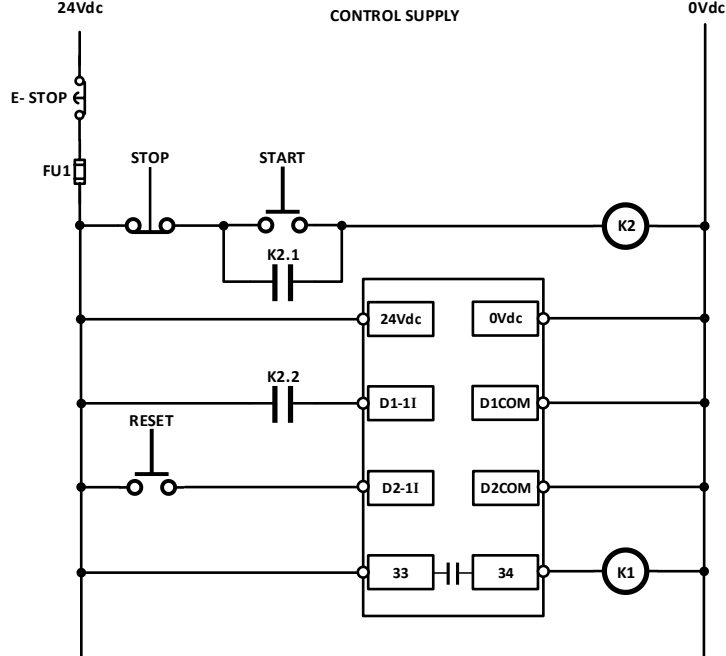 24Vdc
CONTROL SUPPLY
0Vdc
E- STOP
FU1
STOP
START
K2
K2.1
24Vdc
0Vdc
K2.2
D1-1I
D1COM
RESET
D2-1I
D2COM
33
34
K1